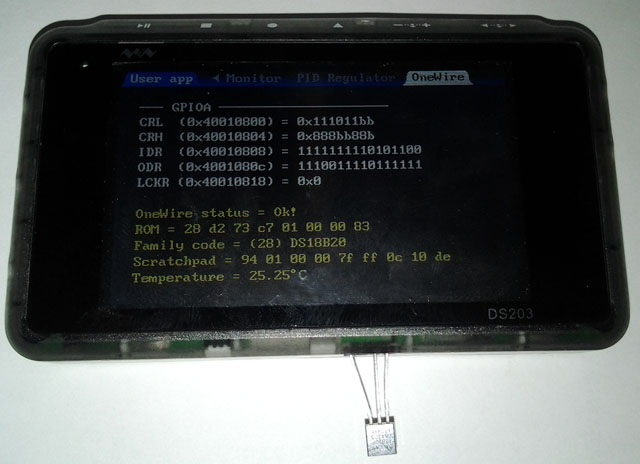 User app ◄ Monitor PID Regulator OneWire
GPIOA
CRL (0x40010800) = 0x111011bb
CRH (0x40010804) = 0x888bb88b
IDR (0x40010808) = 1111111110101100
ODR (0x4001080c) = 1110011110111111
LCKR (0x40010818) = 0x0
OneWire status = Ok!
ROM = 28 d2 73 c7 01 00 00 83
Family code = (28) DS18B20
Scratchpad = 94 01 00 00 7f ff 0c 10 de
Temperature = 25.25°C
DS203